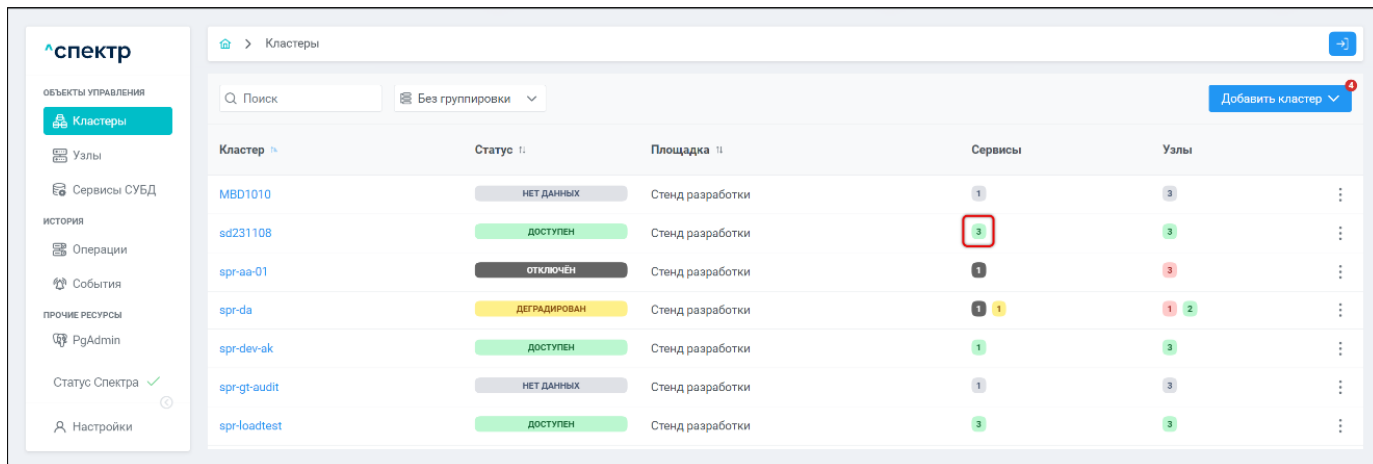 ^спектр
ОБЪЕКТЫ УПРАВЛЕНИЯ
Кластеры
Узлы
Сервисы СУБД
ИСТОРИЯ
Операции
События
ПРОЧИЕ РЕСУРСЫ
PgAdmin
Статус Спектра
Настройки
> Кластеры
Поиск
Без группировки
Добавить кластер
4
Кластер Статус Площадка Сервисы Узлы
MBD1010 НЕТ ДАННЫХ Стенд разработки 1 3
sd231108 ДОСТУПЕН Стенд разработки 3 3
spr-aa-01 ОТКЛЮЧЁН Стенд разработки 1 3
spr-da ДЕГРАДИРОВАН Стенд разработки 1 1 1 2
spr-dev-ak ДОСТУПЕН Стенд разработки 1 3
spr-gt-audit НЕТ ДАННЫХ Стенд разработки 1 3
spr-loadtest ДОСТУПЕН Стенд разработки 3 3